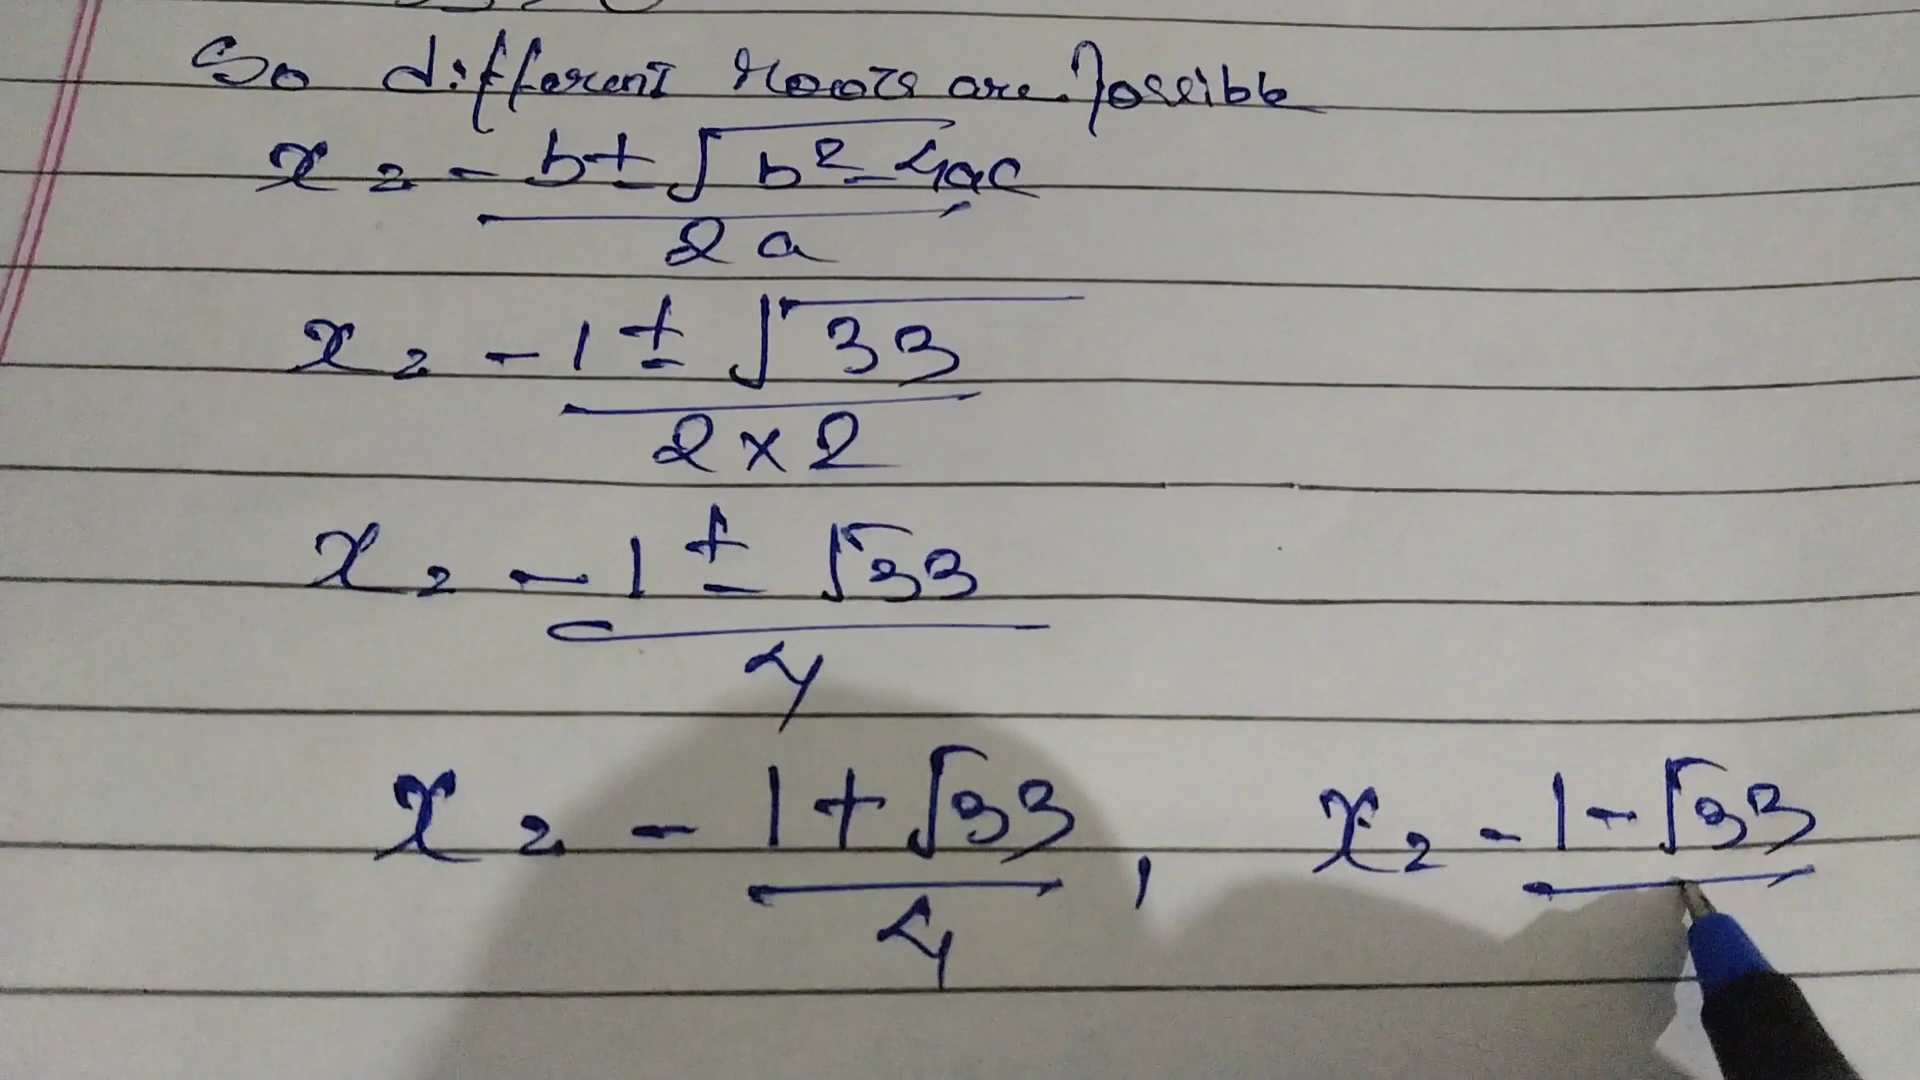 So different roots are possible
x = -b ± √b² - 4ac
2a
x = -1 ± √33
2 × 2
x = -1 ± √33
4
x = -1 + √33 , x = -1 - √33
4